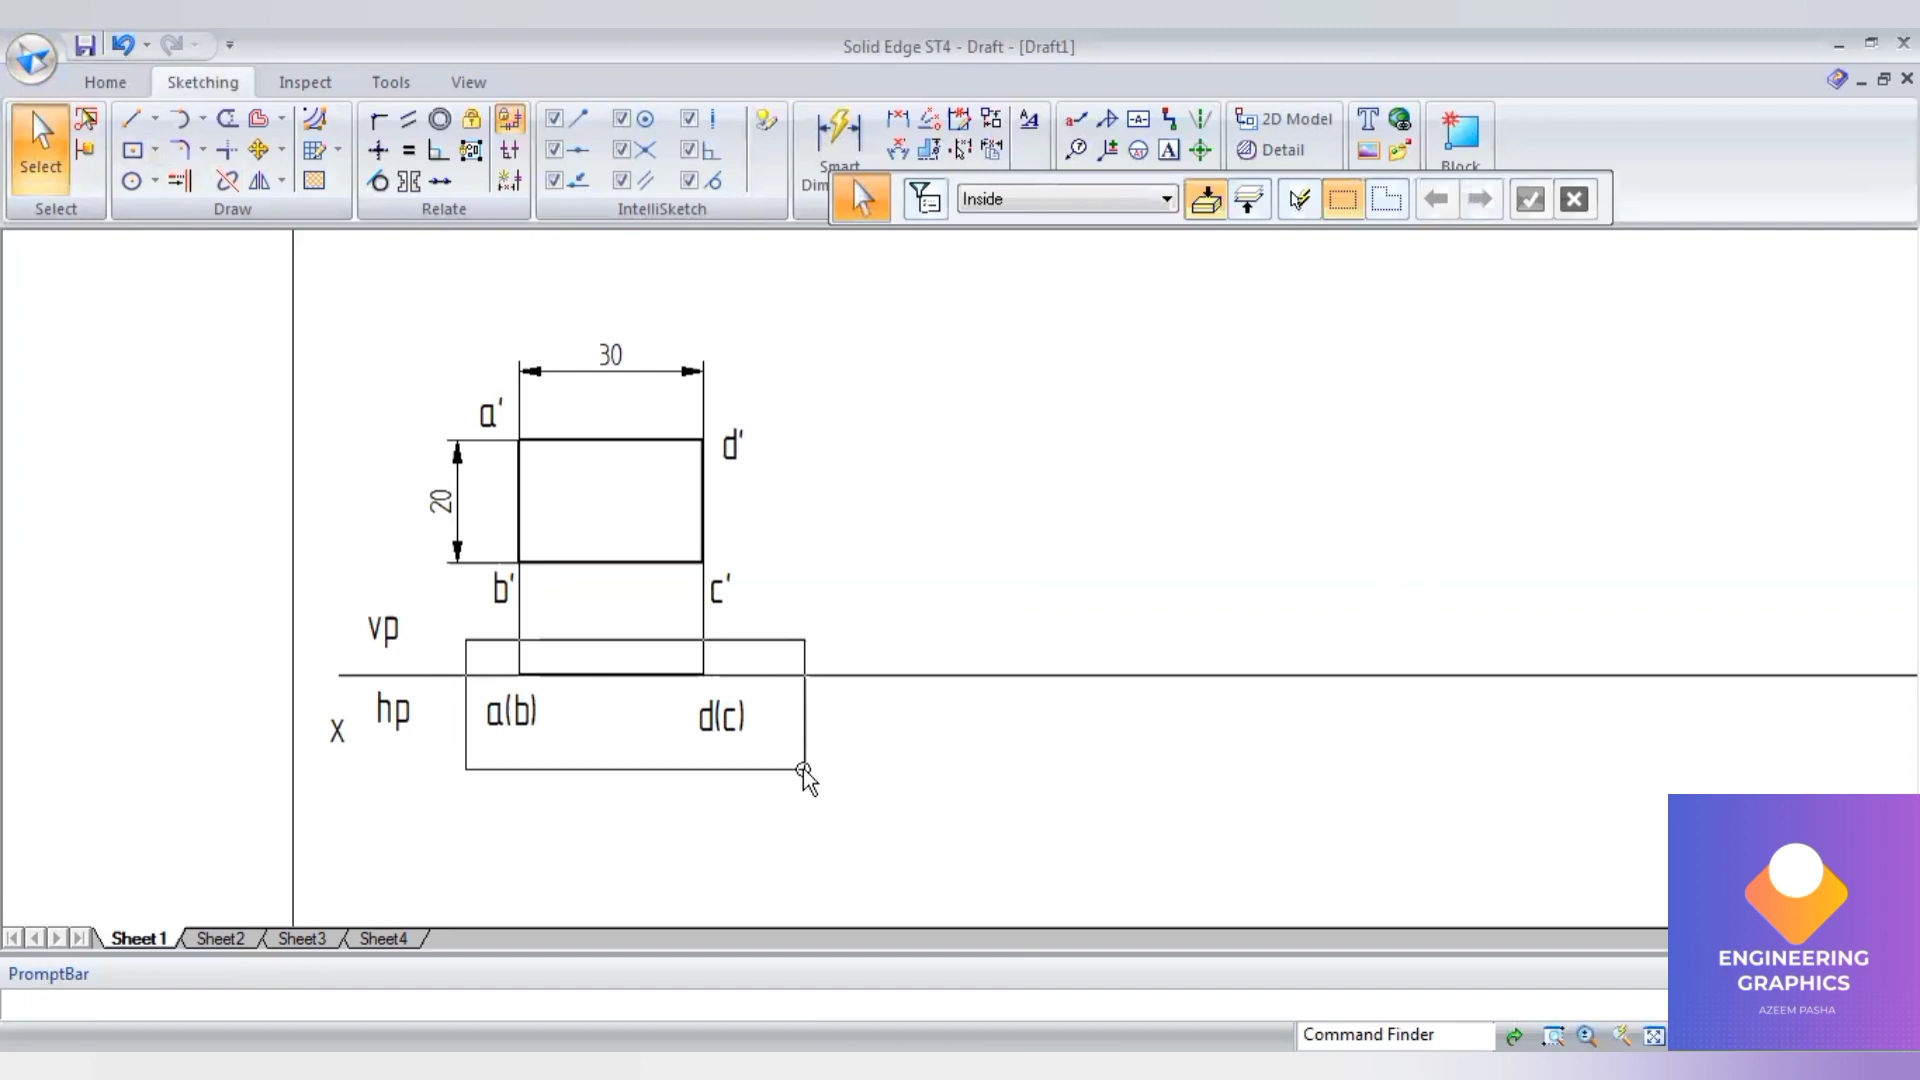 Solid Edge ST4 - Draft - [Draft1]
Home
Sketching
Inspect
Tools
View
Select
Smart
2D Model
Detail
Block
Dim
Inside
Select
Draw
Relate
IntelliSketch
30
a'
d'
20
b'
c'
vp
hp
a(b)
d(c)
X
Sheet1
Sheet2
Sheet3
Sheet4
PromptBar
Command Finder
ENGINEERING
GRAPHICS
AZEEM PASHA